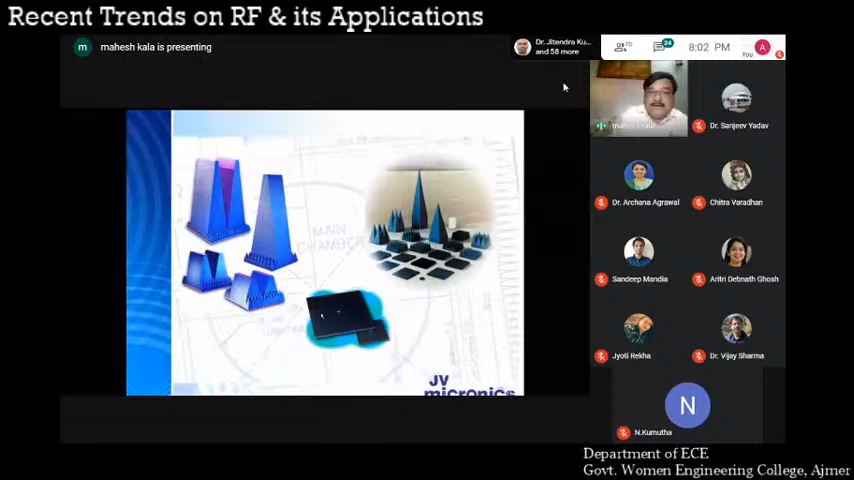 Recent Trends on RF & its Applications
m
mahesh kala is presenting
Dr. Jitendra Ku...
and 58 more
70
24
8:02 PM
You
A
Dr. Sanjeev Yadav
Dr. Archana Agrawal
Chitra Varadhan
Sandeep Mandia
Aritri Debnath Ghosh
Jyoti Rekha
Dr. Vijay Sharma
N
N.Kumutha
MAIN
CHAMBER
JV
micronics
Department of ECE
Govt. Women Engineering College, Ajmer